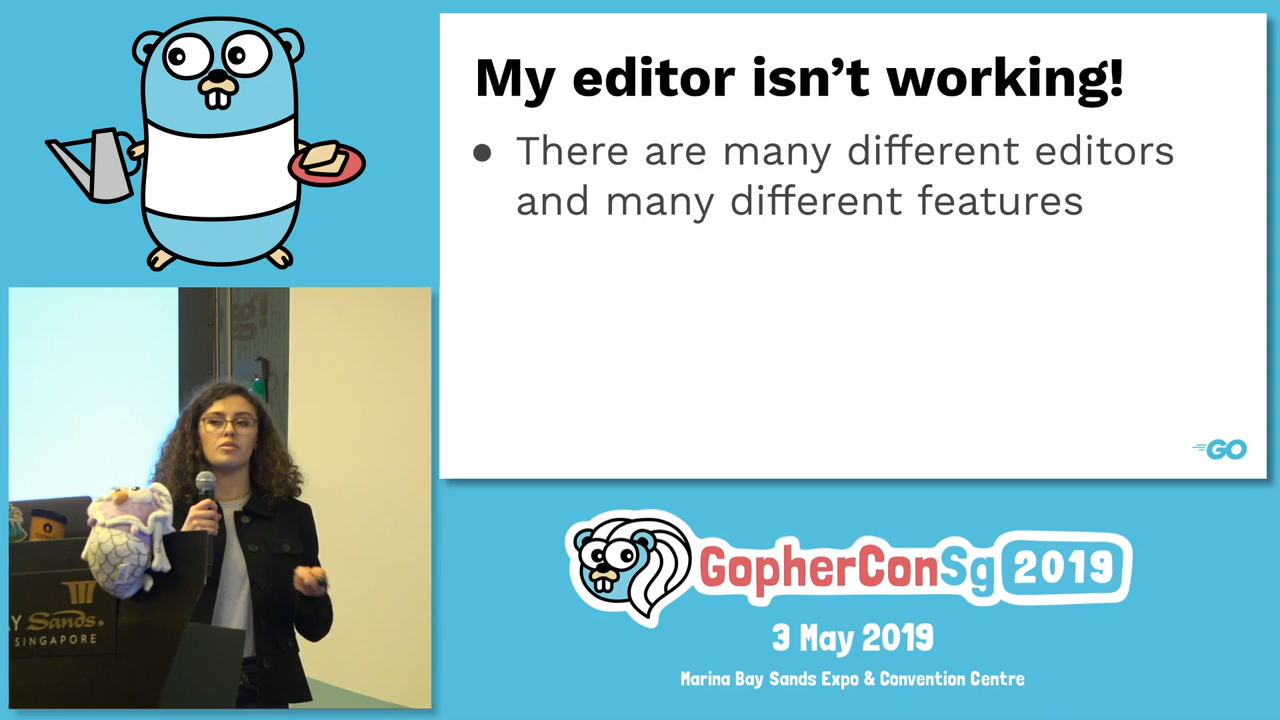 My editor isn’t working!
● There are many different editors
and many different features
GO
GopherConSg 2019
3 May 2019
Marina Bay Sands Expo & Convention Centre
AY Sands®
SINGAPORE